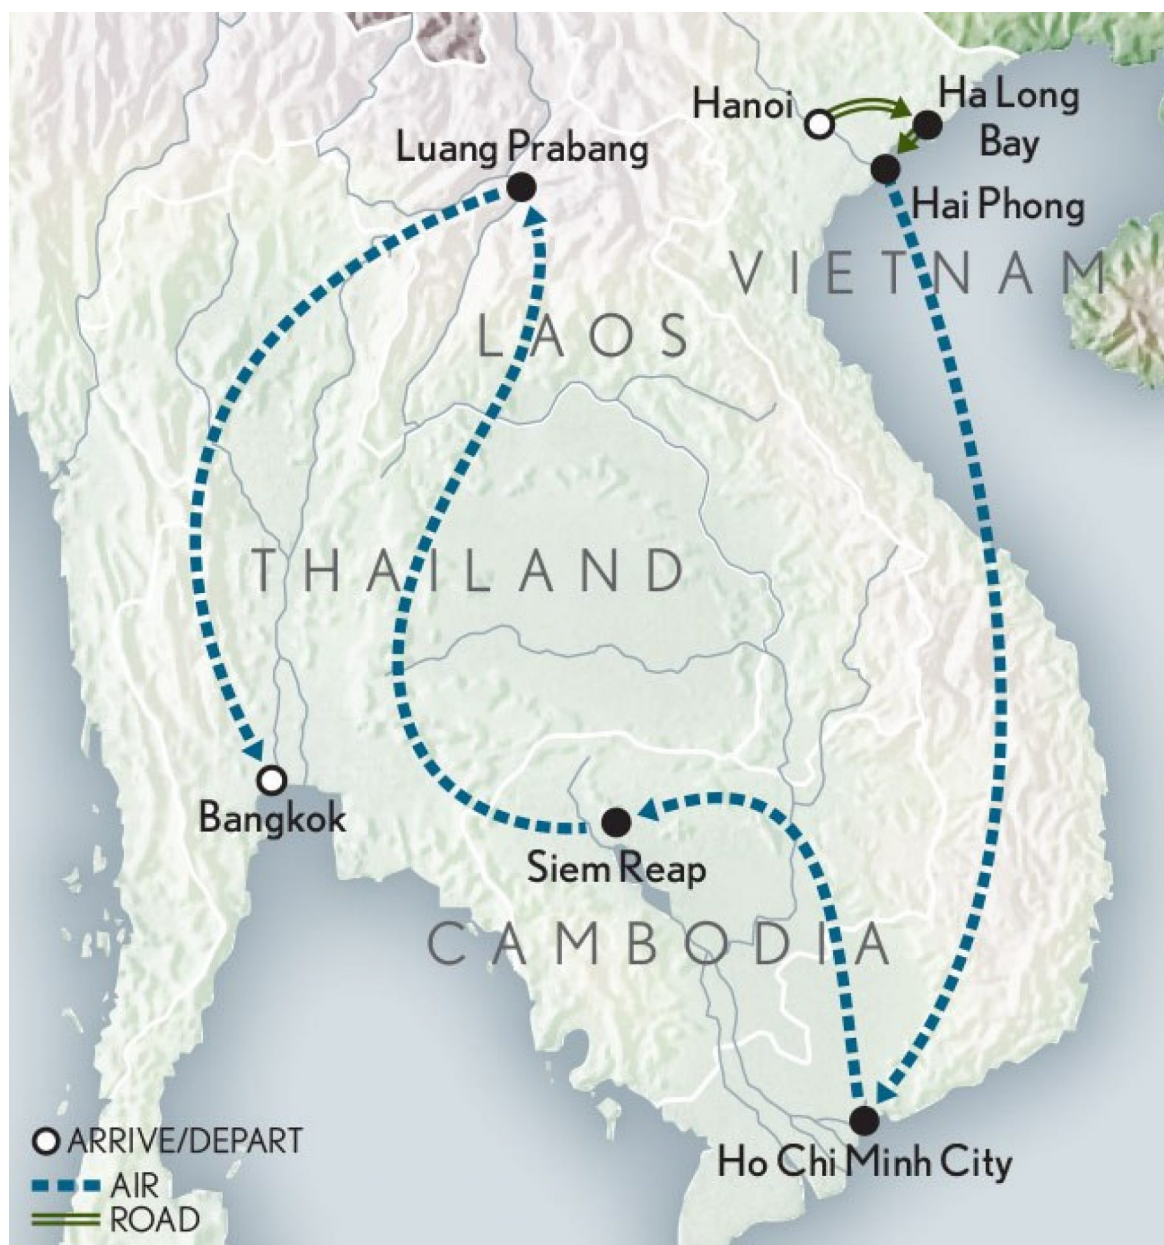 Hanoi
Ha Long
Bay
Luang Prabang
Hai Phong
VIETNAM
LAOS
THAILAND
Bangkok
Siem Reap
CAMBODIA
Ho Chi Minh City
ARRIVE/DEPART
AIR
ROAD